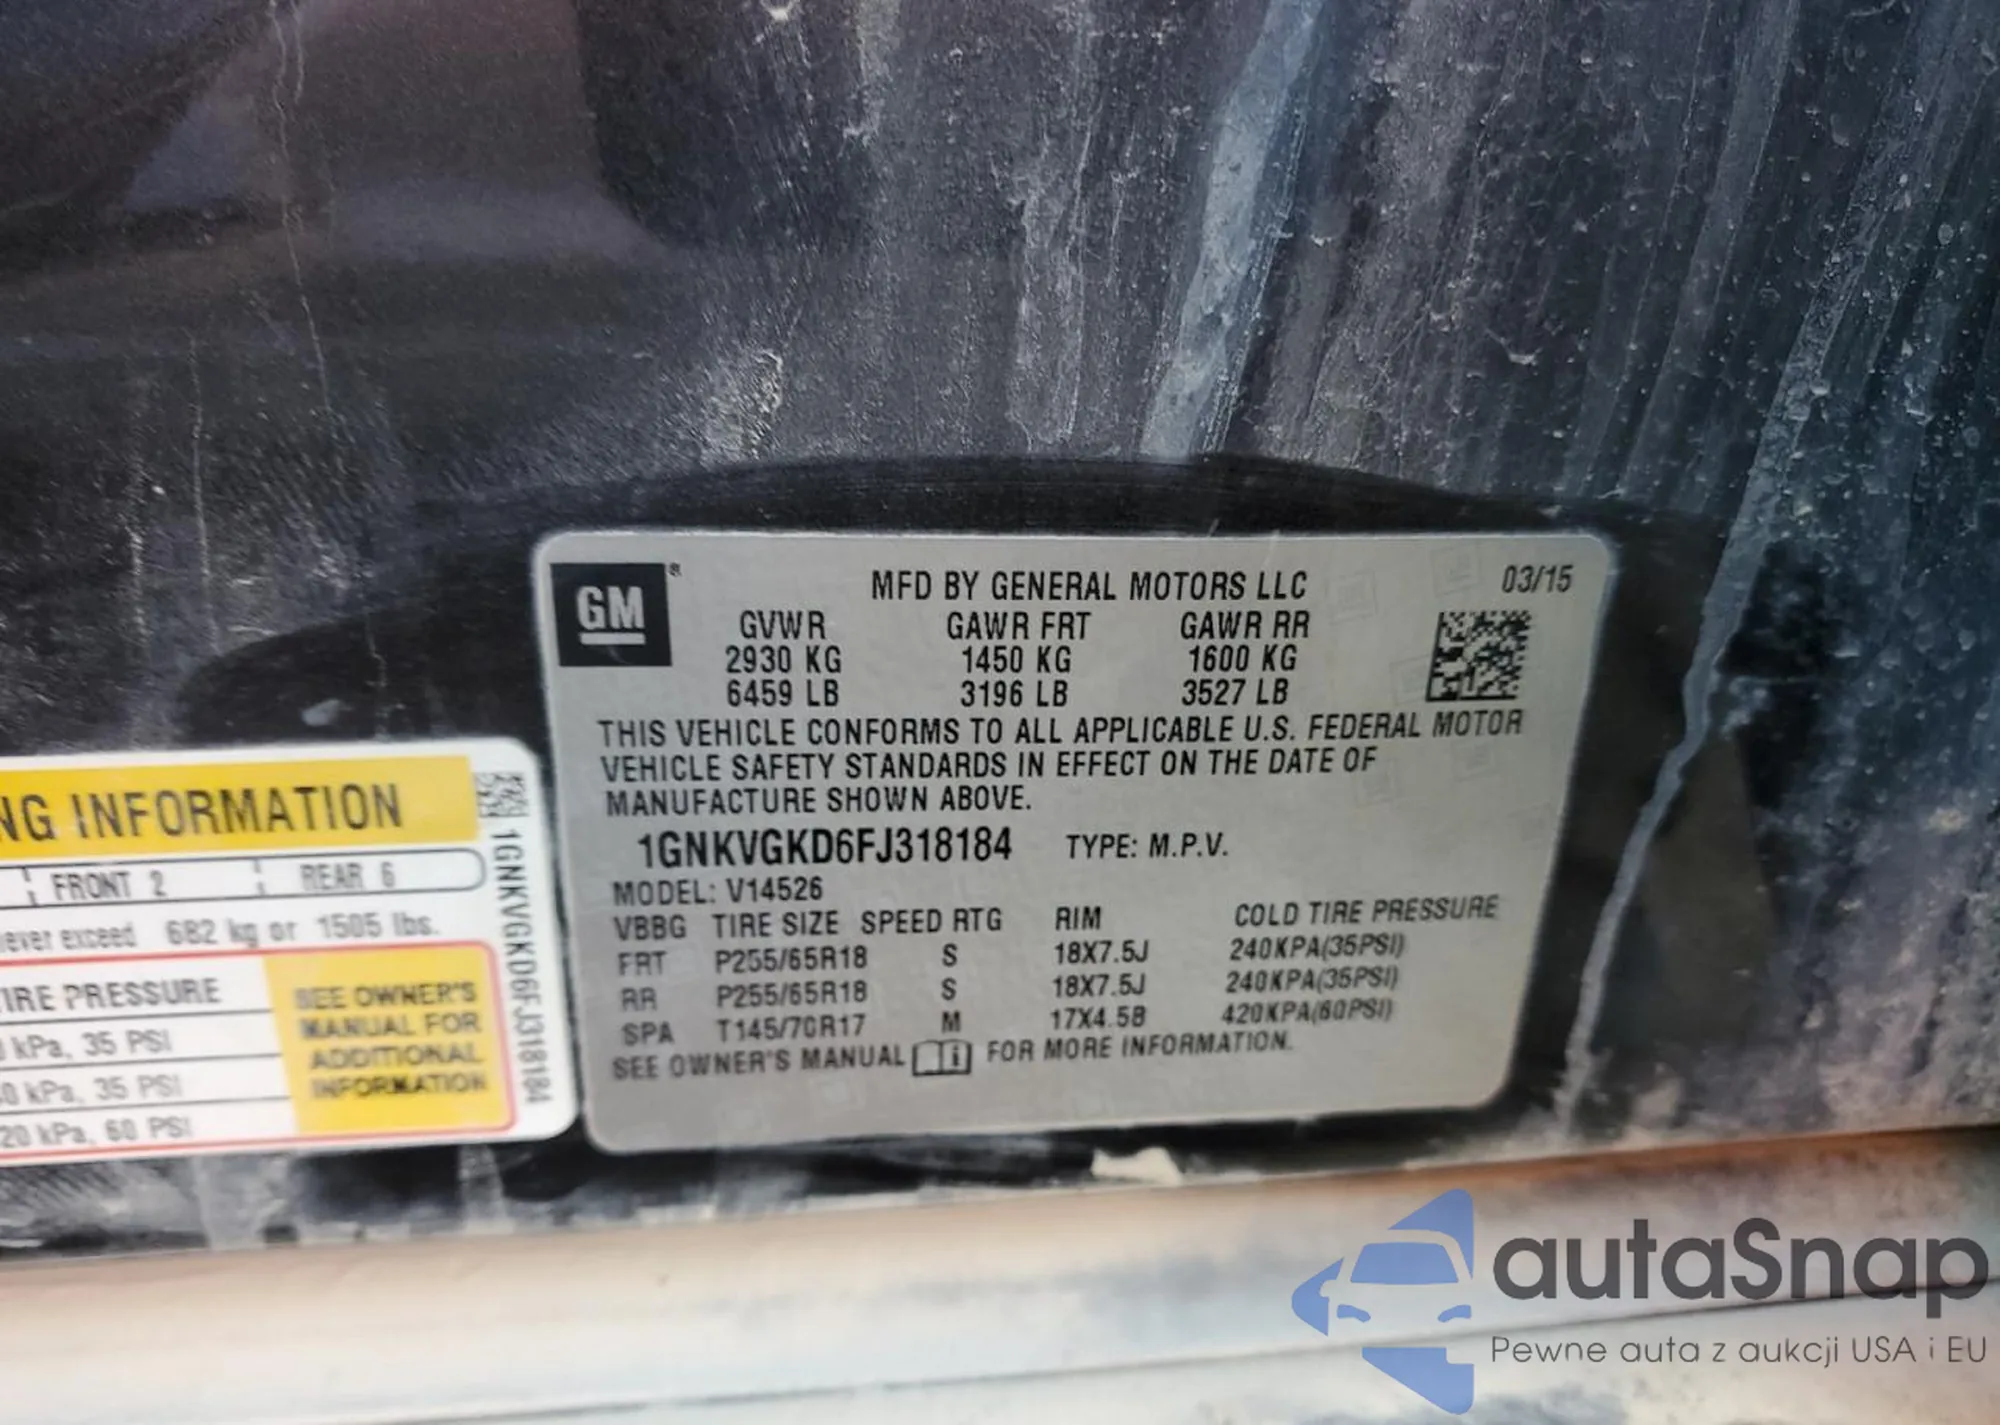 GM ®
MFD BY GENERAL MOTORS LLC 03/15
GVWR GAWR FRT GAWR RR
2930 KG 1450 KG 1600 KG
6459 LB 3196 LB 3527 LB
THIS VEHICLE CONFORMS TO ALL APPLICABLE U.S. FEDERAL MOTOR
VEHICLE SAFETY STANDARDS IN EFFECT ON THE DATE OF
MANUFACTURE SHOWN ABOVE.
1GNKVGKD6FJ318184 TYPE: M.P.V.
MODEL: V14526
VBBG TIRE SIZE SPEED RTG RIM COLD TIRE PRESSURE
FRT P255/65R18 S 18X7.5J 240KPA(35PSI)
RR P255/65R18 S 18X7.5J 240KPA(35PSI)
SPA T145/70R17 M 17X4.5B 420KPA(60PSI)
SEE OWNER'S MANUAL FOR MORE INFORMATION.
NG INFORMATION
FRONT 2 REAR 6
ever exceed 682 kg or 1505 lbs.
IRE PRESSURE
0 kPa, 35 PSI
40 kPa, 35 PSI
20 kPa, 60 PSI
SEE OWNER'S
MANUAL FOR
ADDITIONAL
INFORMATION
1GNKVGKD6FJ318184
autaSnap
Pewne auta z aukcji USA i EU